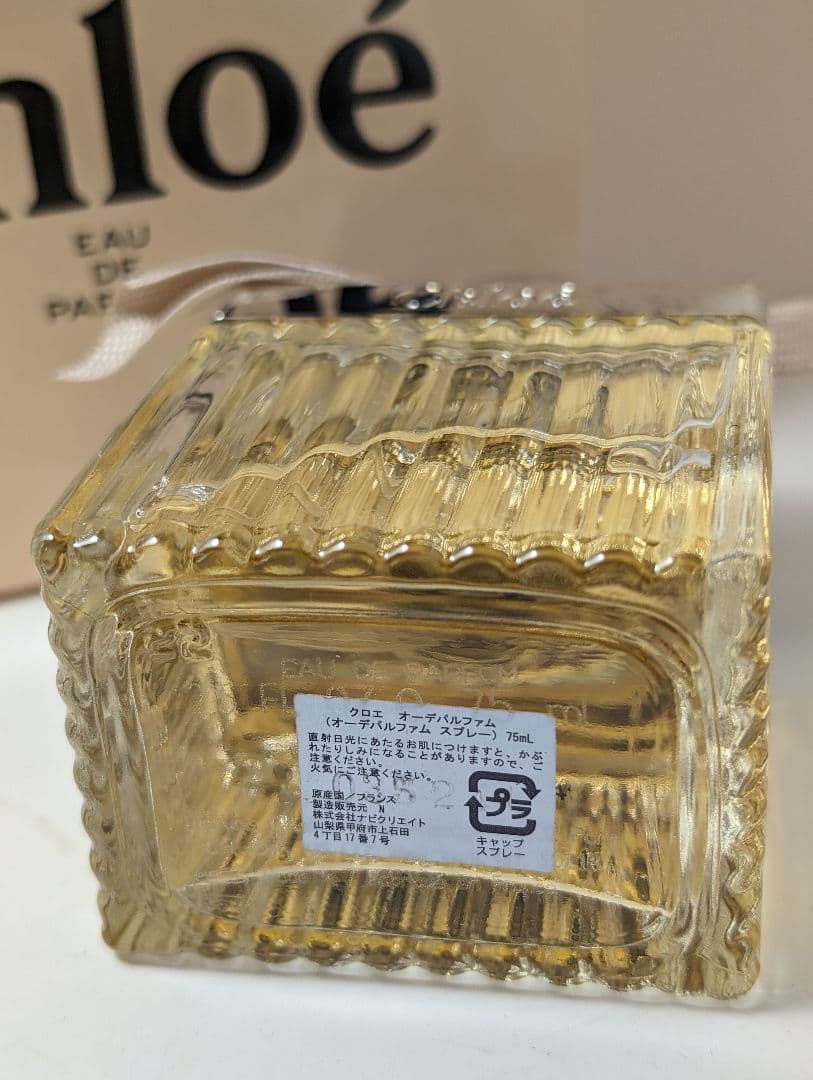 hloé
EAU
DE
PAR
EAU DE PARFUM
75 ml
クロエ オーデパルファム
(オーデパルファム スプレー) 75mL
直射日光にあたるお肌につけますと、かぶ
れたりしみになることがありますので、ご
注意ください。
火気にご注意ください。
原産国/フランス
製造販売元 N
株式会社ナビクリエイト
山梨県甲府市上石田
4丁目17番7号
プラ
キャップ
スプレー